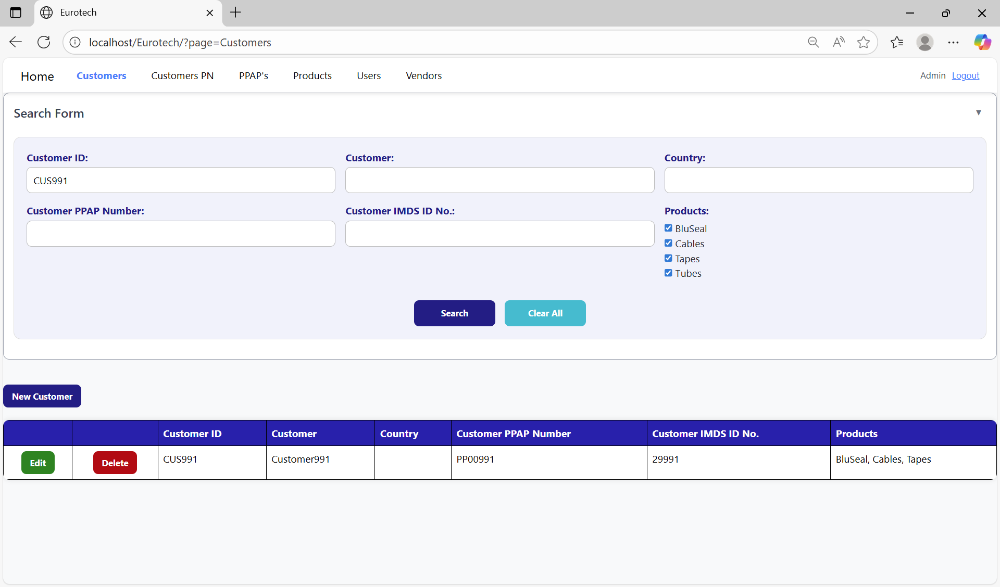 Eurotech
localhost/Eurotech/?page=Customers
Home Customers Customers PN PPAP's Products Users Vendors Admin Logout
Search Form
Customer ID: Customer: Country:
CUS991
Customer PPAP Number: Customer IMDS ID No.: Products:
BluSeal
Cables
Tapes
Tubes
Search Clear All
New Customer
Customer ID Customer Country Customer PPAP Number Customer IMDS ID No. Products
Edit Delete CUS991 Customer991 PP00991 29991 BluSeal, Cables, Tapes